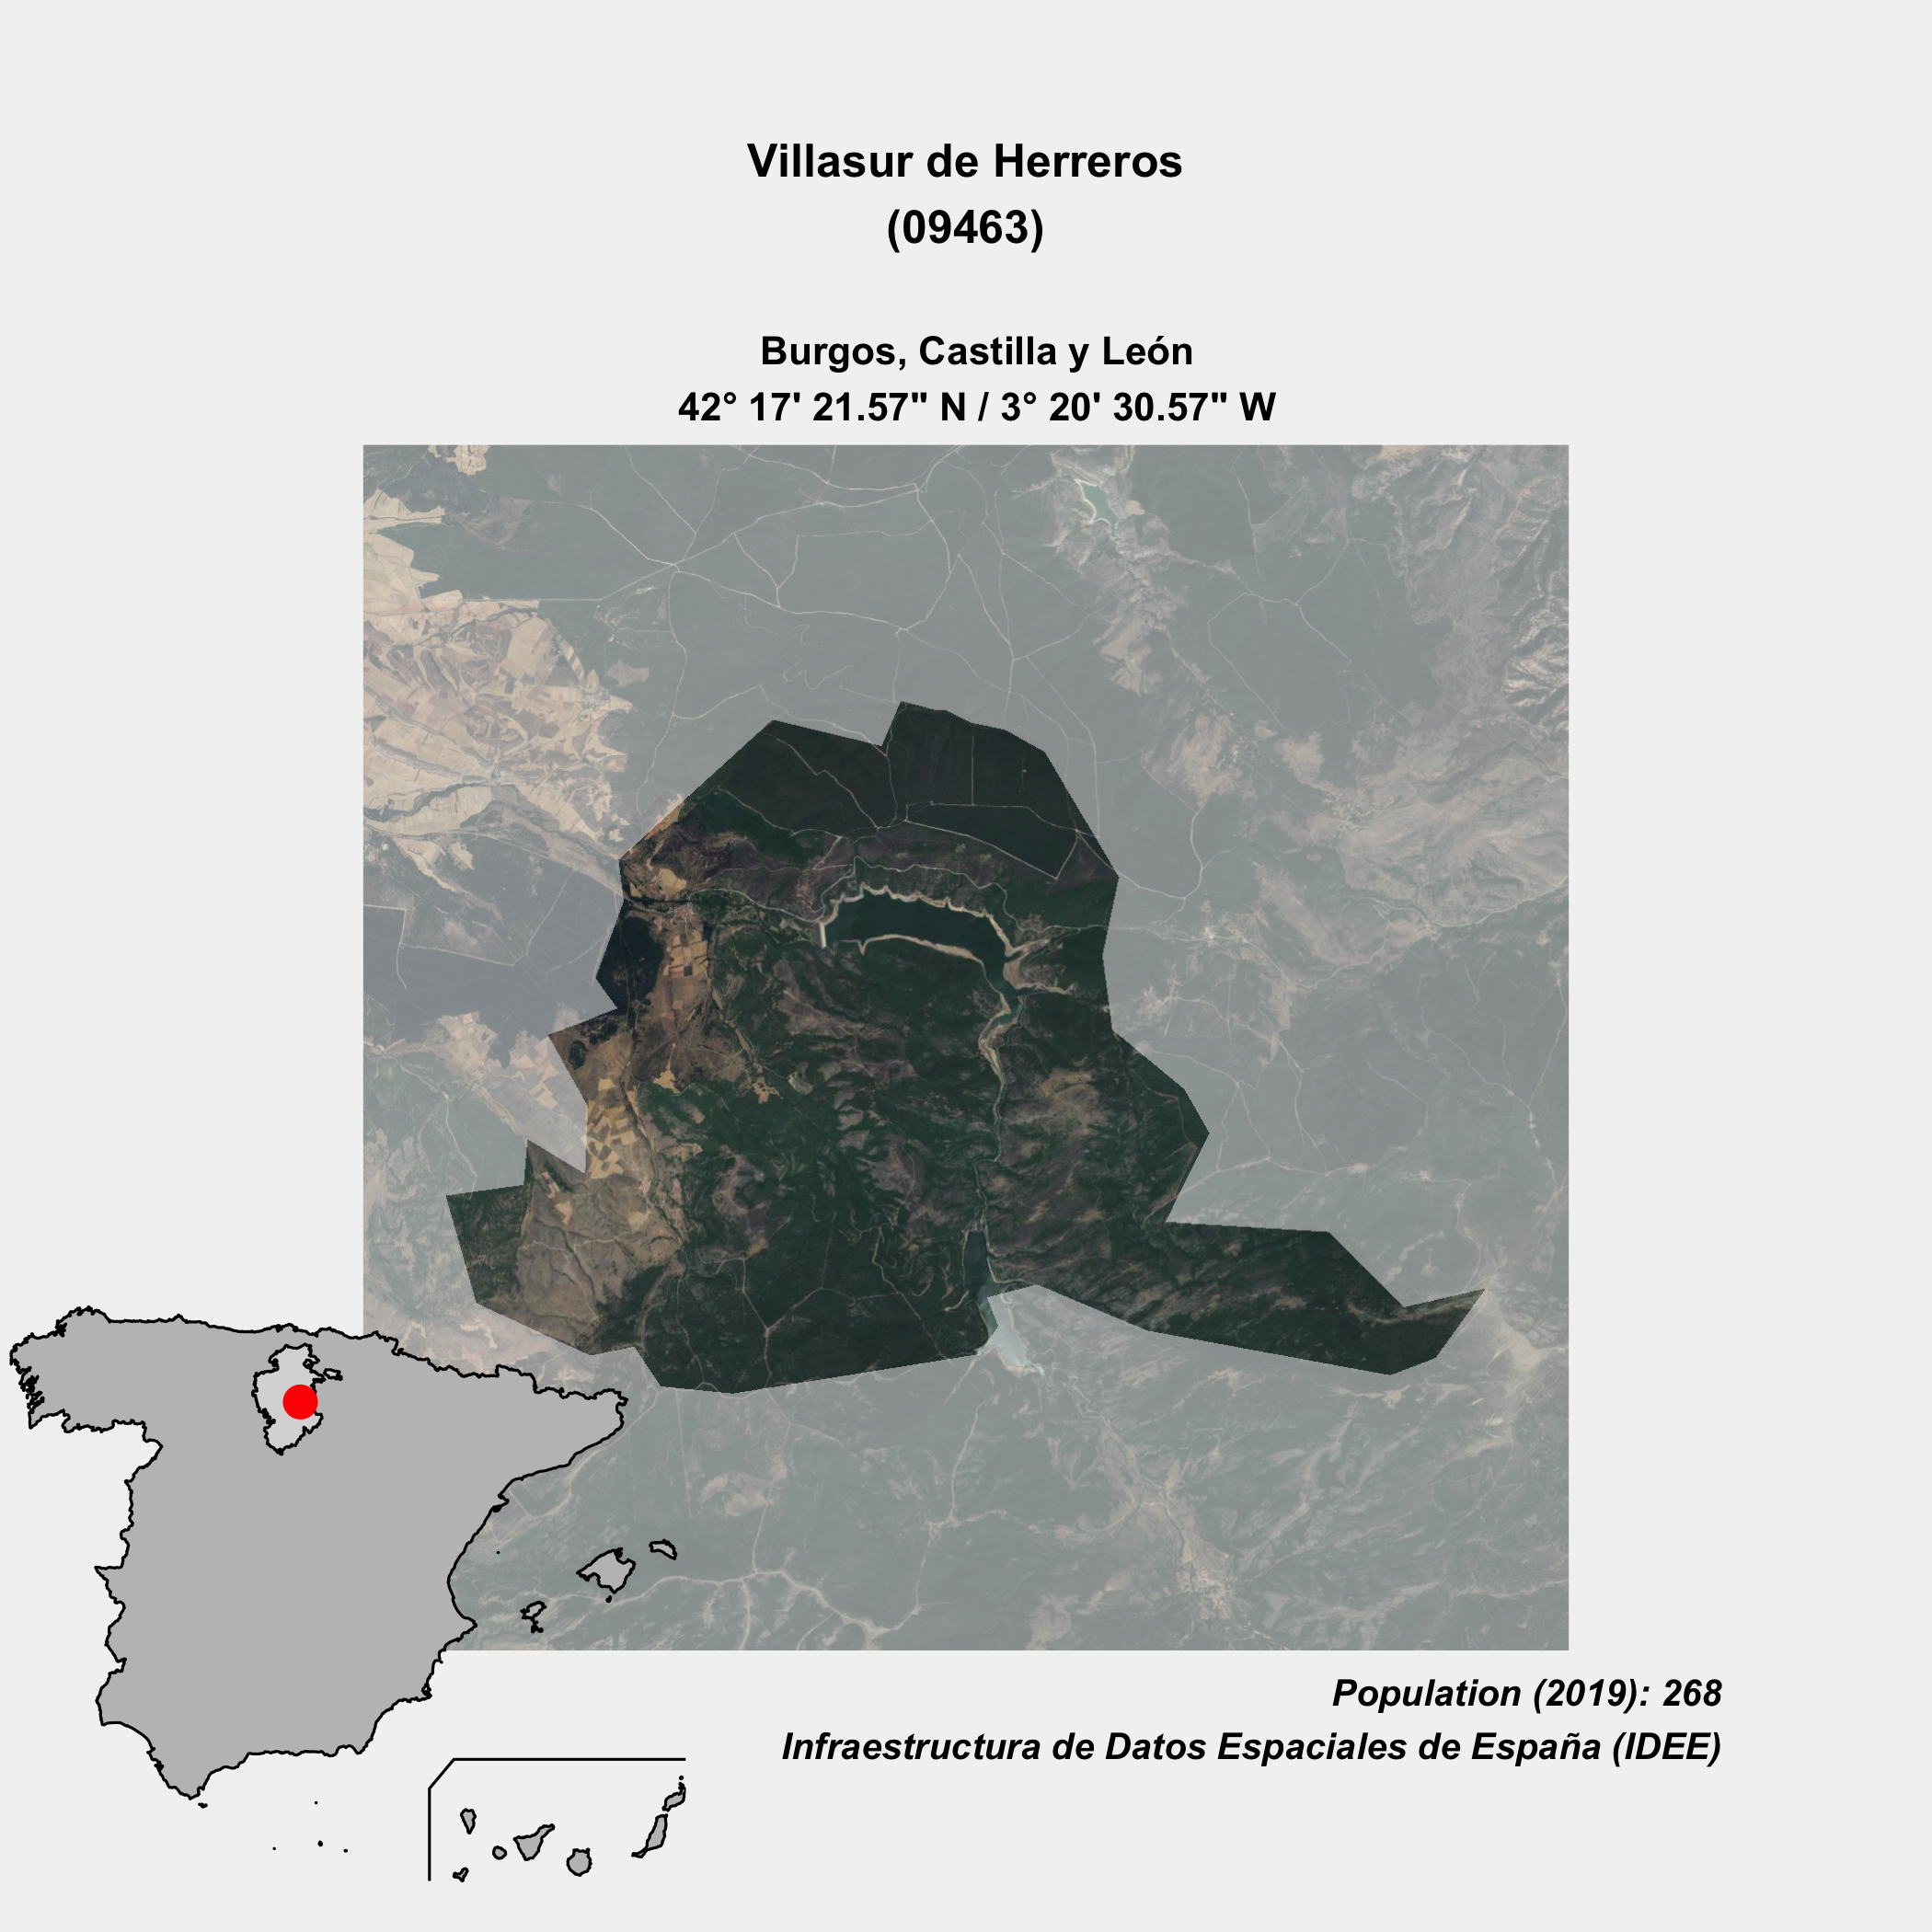 Villasur de Herreros
(09463)
Burgos, Castilla y León
42° 17' 21.57" N / 3° 20' 30.57" W
Population (2019): 268
Infraestructura de Datos Espaciales de España (IDEE)